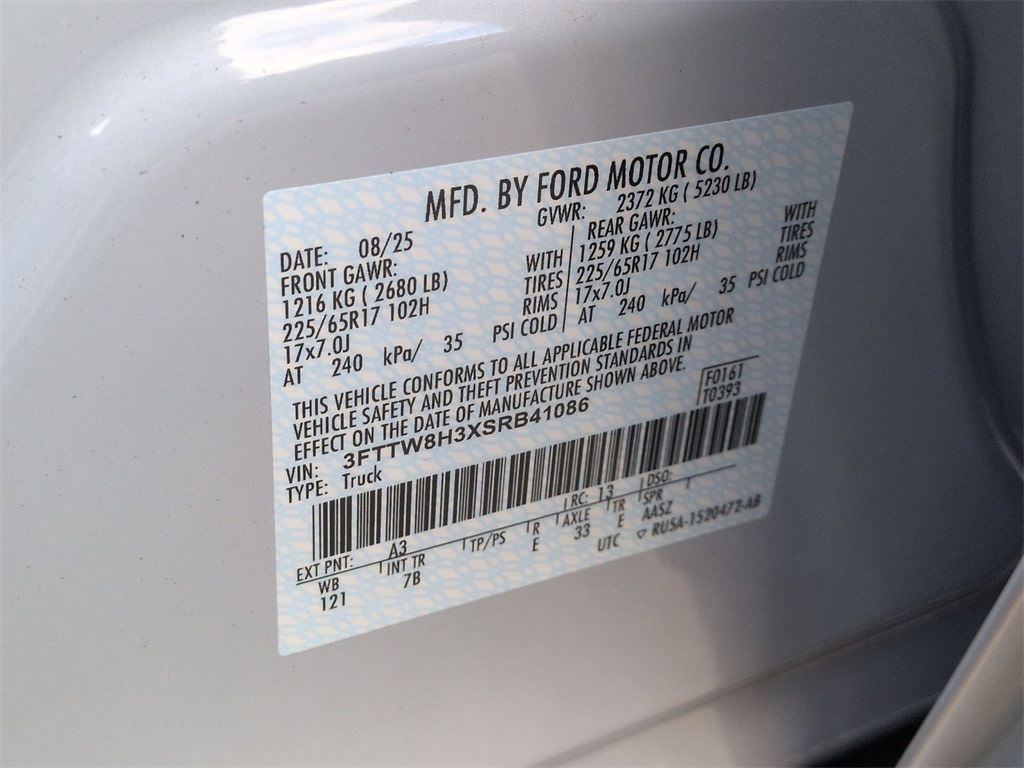 MFD. BY FORD MOTOR CO.
DATE: 08/25
GVWR: 2372 KG ( 5230 LB)
FRONT GAWR:
1216 KG ( 2680 LB) WITH
225/65R17 102H TIRES
17x7.0J RIMS
AT 240 kPa/ 35 PSI COLD
REAR GAWR:
1259 KG ( 2775 LB) WITH
225/65R17 102H TIRES
17x7.0J RIMS
AT 240 kPa/ 35 PSI COLD
THIS VEHICLE CONFORMS TO ALL APPLICABLE FEDERAL MOTOR
VEHICLE SAFETY AND THEFT PREVENTION STANDARDS IN
EFFECT ON THE DATE OF MANUFACTURE SHOWN ABOVE.
F0161
T0393
VIN: 3FTTW8H3XSRB41086
TYPE: Truck
EXT PNT: A3 RC: 13 DSO:
WB INT TR TP/PS R AXLE TR SPR
121 7B E 33 E AASZ
UTC ▽ RUSA-1520472-AB